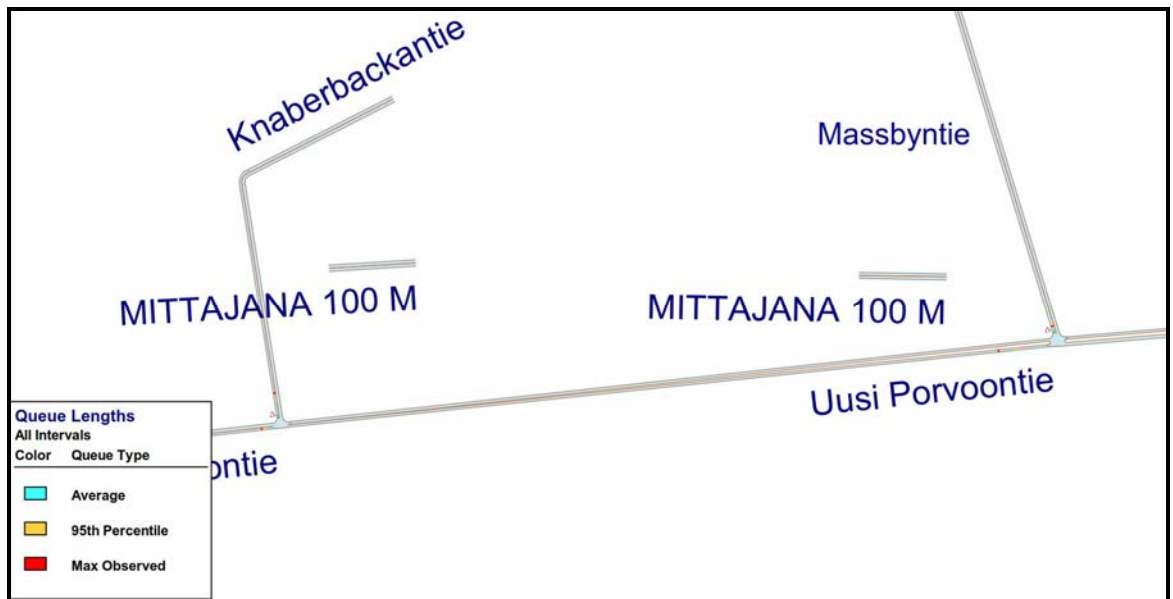 Knaberbackantie
Massbyntie
MITTAJANA 100 M
MITTAJANA 100 M
Uusi Porvoontie
ontie
Queue Lengths
All Intervals
Color Queue Type
Average
95th Percentile
Max Observed